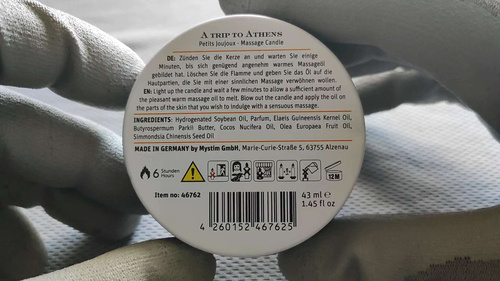 A TRIP TO ATHENS
Petits Joujoux - Massage Candle
DE: Zünden Sie die Kerze an und warten Sie einige
Minuten, bis sich genügend angenehm warmes Massageöl
gebildet hat. Löschen Sie die Flamme und geben Sie das Öl auf die
Hautpartien, die Sie mit einer sinnlichen Massage verwöhnen wollen.
EN: Light up the candle and wait a few minutes to allow a sufficient amount of
the pleasant warm massage oil to melt. Blow out the candle and apply the oil on
the parts of the skin that you wish to indulge with a sensuous massage.
INGREDIENTS: Hydrogenated Soybean Oil, Parfum, Elaeis Guineensis Kernel Oil,
Butyrospermum Parkii Butter, Cocos Nucifera Oil, Olea Europaea Fruit Oil,
Simmondsia Chinensis Seed Oil
MADE IN GERMANY by Mystim GmbH, Marie-Curie-Straße 5, 63755 Alzenau
6 Stunden
Hours
12 M
Item no: 46762
43 ml e
1.45 fl oz
4 260152 467625